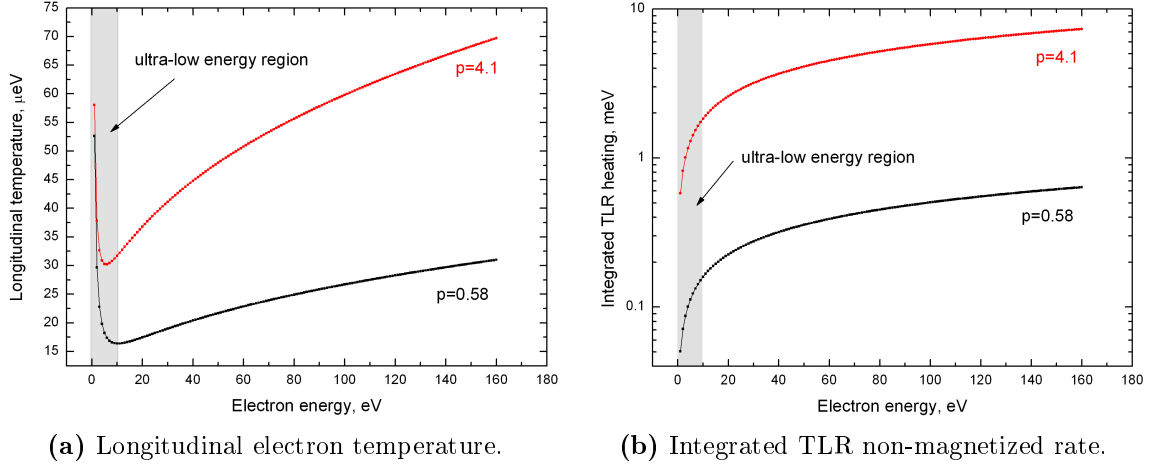 75
70
65
60
55
50
45
40
35
30
25
20
15
0 20 40 60 80 100 120 140 160 180
Longitudinal temperature, µeV
Electron energy, eV
ultra-low energy region
p=4.1
p=0.58
(a) Longitudinal electron temperature.
10
1
0.1
0 20 40 60 80 100 120 140 160 180
Integrated TLR heating, meV
Electron energy, eV
p=4.1
ultra-low energy region
p=0.58
(b) Integrated TLR non-magnetized rate.